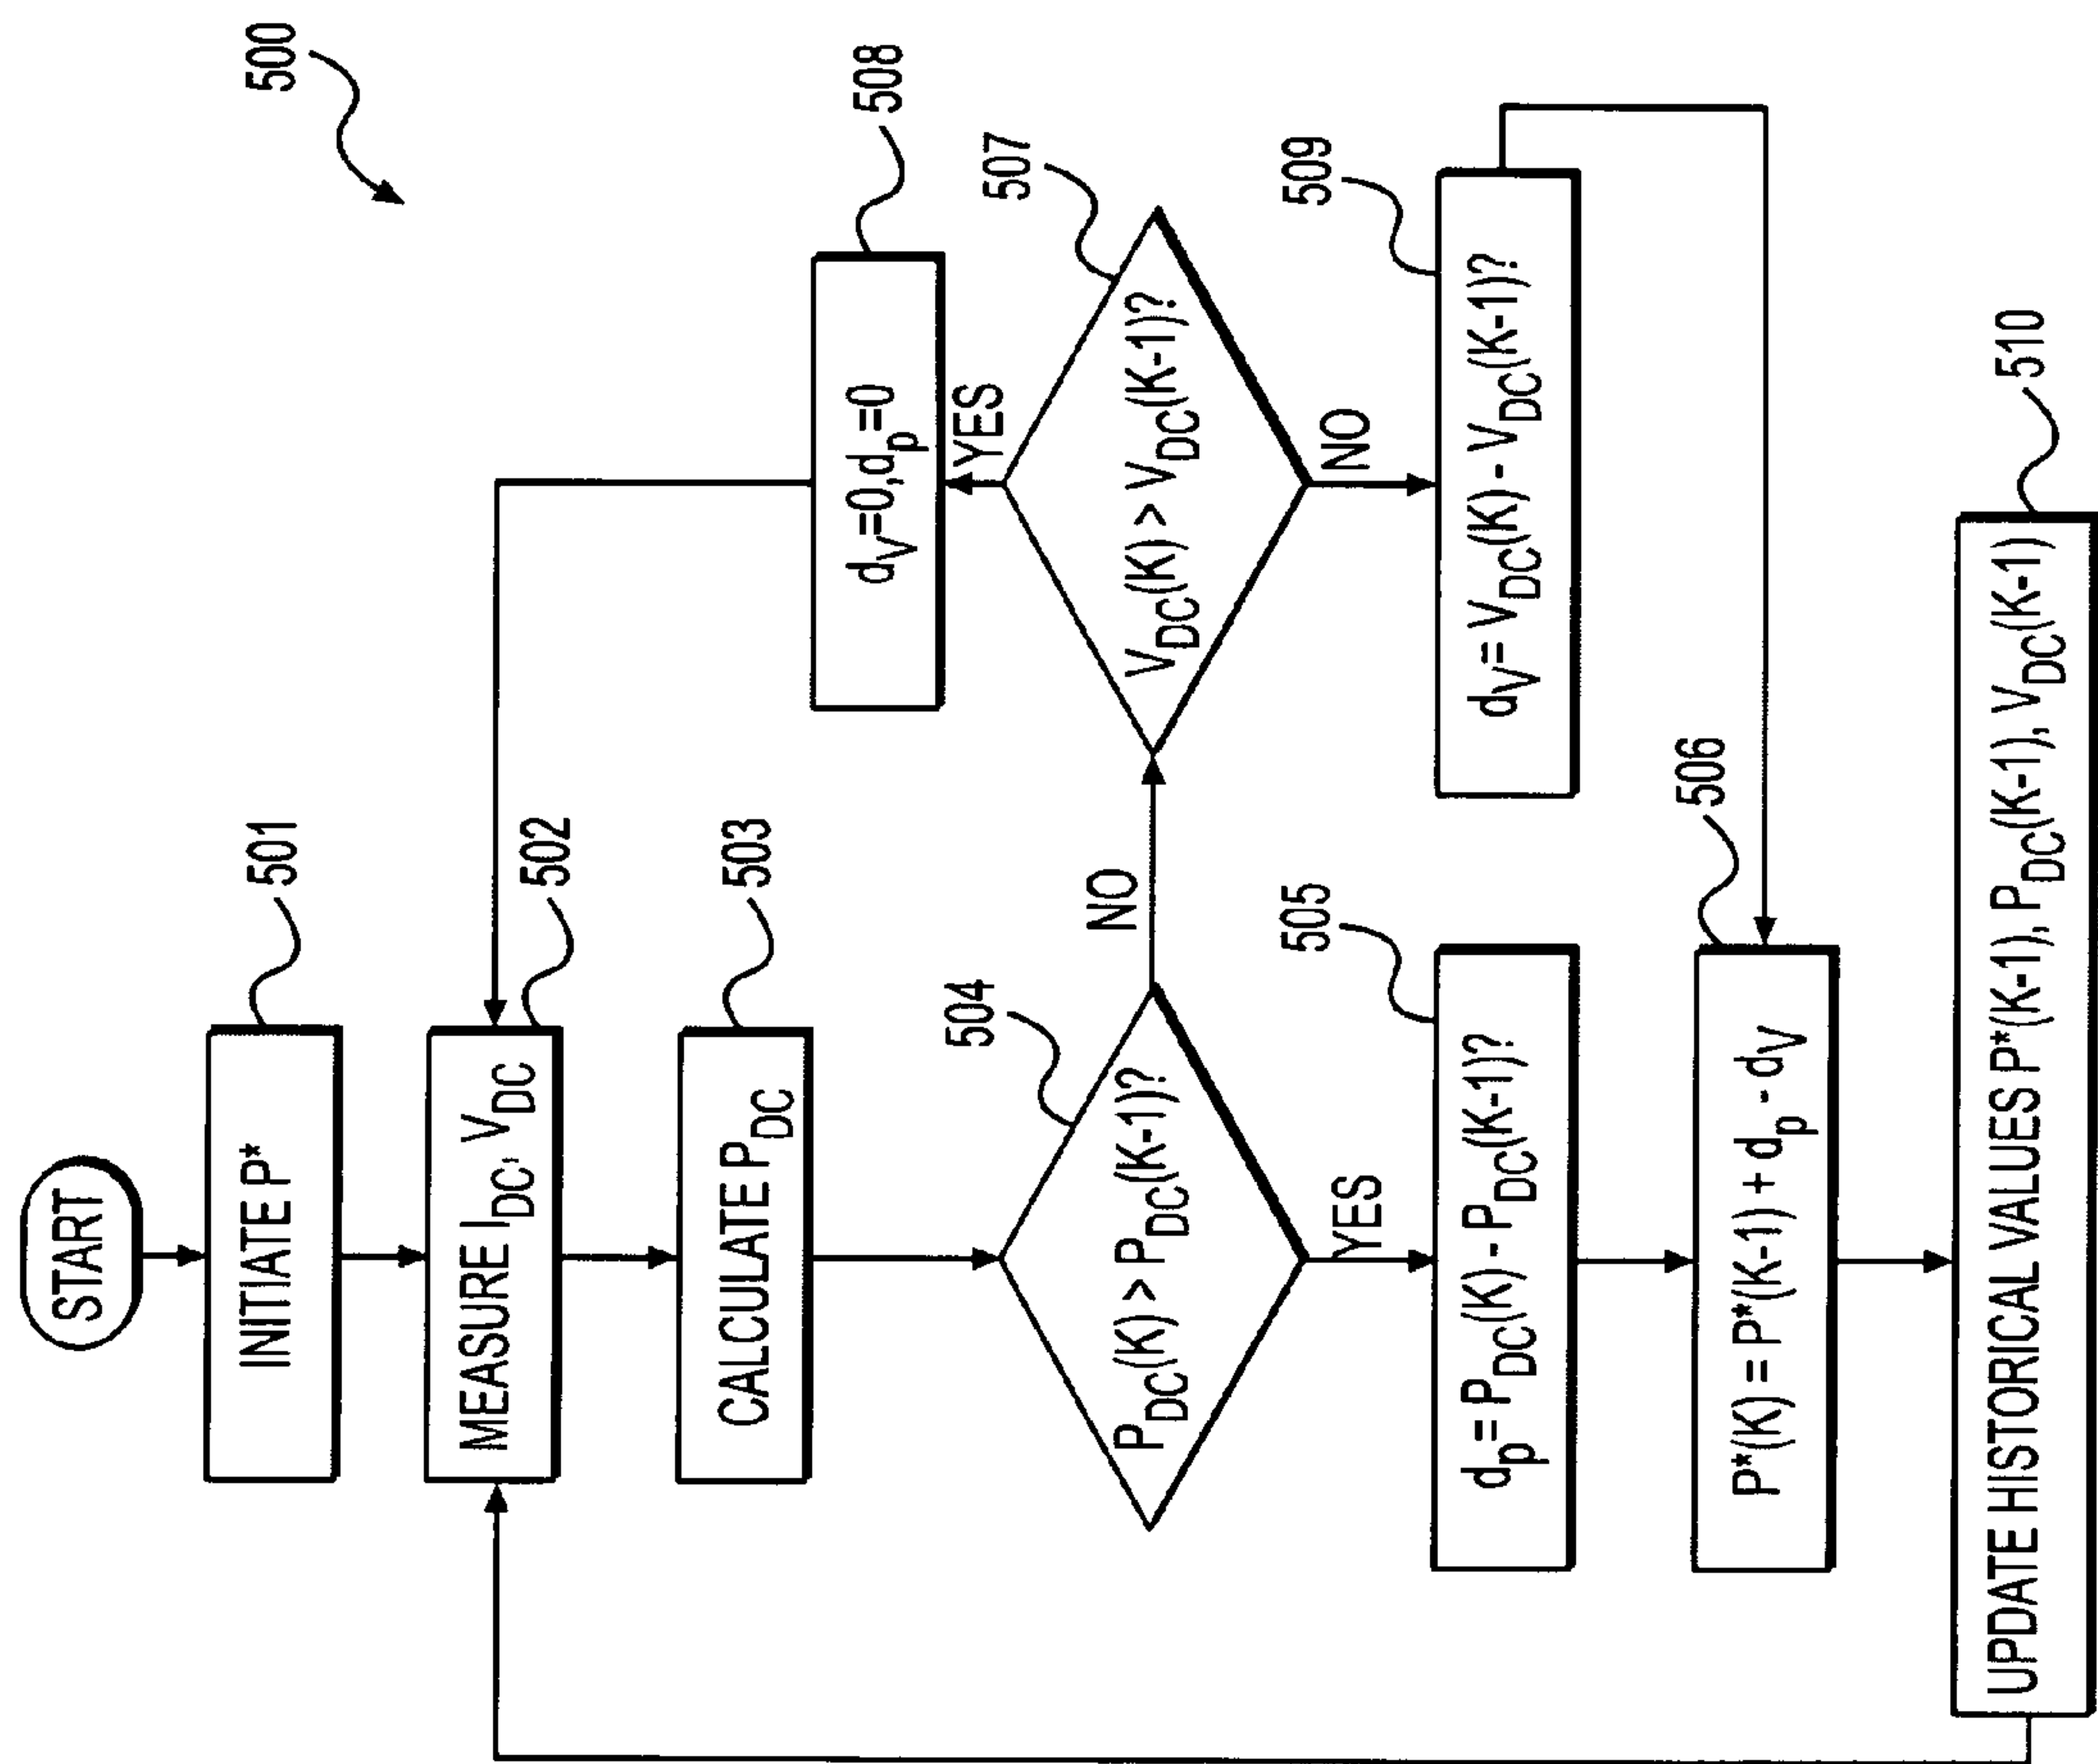 500
START
INITIATE P*
501
MEASURE I_DC, V_DC
502
CALCULATE P_DC
503
P_DC(K) > P_DC(K-1)?
504
NO
YES
d_p = P_DC(K) - P_DC(K-1)?
505
P*(K) = P*(K-1) + d_p - d_V
506
V_DC(K) > V_DC(K-1)?
507
YES
NO
d_V=0, d_p=0
508
d_V = V_DC(K) - V_DC(K-1)?
509
UPDATE HISTORICAL VALUES P*(K-1), P_DC(K-1), V_DC(K-1)
510